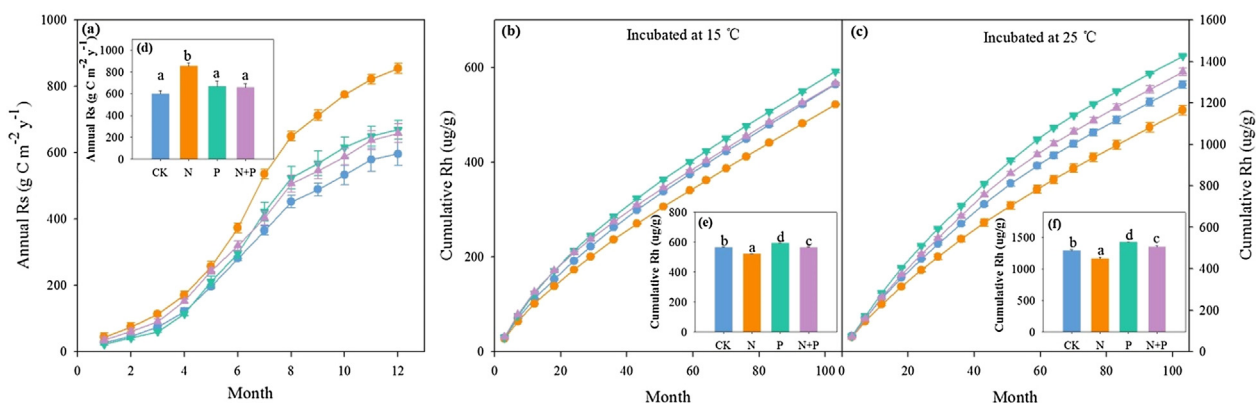 (a)
Annual Rs (g C m⁻² y⁻¹)
1000
800
600
400
200
0
0 2 4 6 8 10 12
Month
(d)
Annual Rs (g C m⁻² y⁻¹)
1000
800
600
400
200
0
a b a a
CK N P N+P
(b)
Incubated at 15 ℃
Cumulative Rh (ug/g)
600
400
200
0
0 20 40 60 80 100
Month
(e)
Cumulative Rh (ug/g)
800
600
400
200
0
b a d c
CK N P N+P
(c)
Incubated at 25 ℃
Cumulative Rh (ug/g)
1600
1400
1200
1000
800
600
400
200
0
20 40 60 80 100
Month
(f)
Cumulative Rh (ug/g)
1500
1000
500
0
b a d c
CK N P N+P